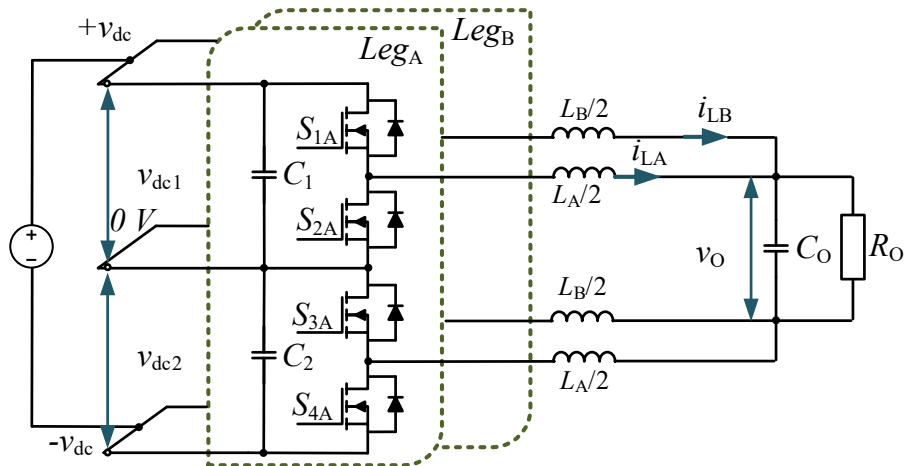 +vdc
LegA
LegB
LB/2
iLB
S1A
iLA
vdc1
C1
LA/2
0 V
S2A
vO
CO
RO
+
−
LB/2
S3A
vdc2
C2
LA/2
S4A
-vdc